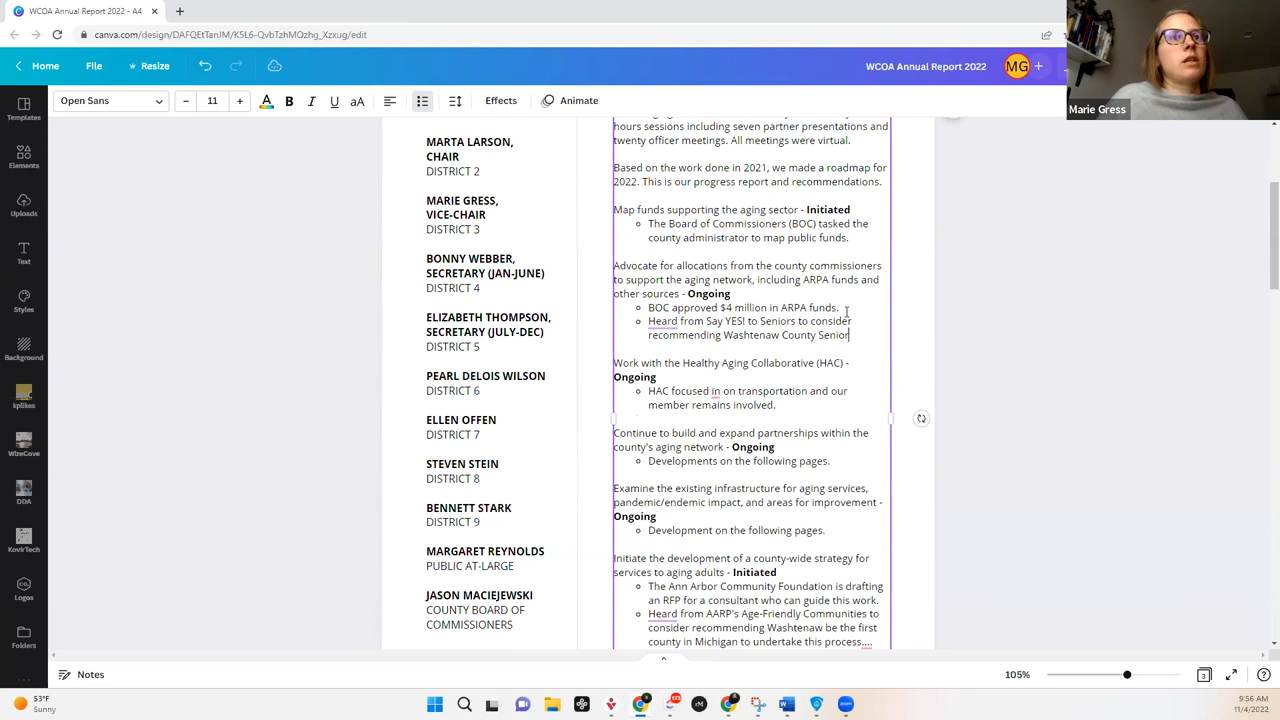 WCOA Annual Report 2022 - A4
canva.com/design/DAFQEtTanJM/K5L6-QvbTzhMOzhg_Xzxug/edit
Home
File
Resize
WCOA Annual Report 2022
MG
Marie Gress
Open Sans
11
B
I
U
aA
Effects
Animate
Templates
Elements
Uploads
Text
Styles
Background
kplikes
WizeCove
DDA
KovirTech
Logos
Folders
MARTA LARSON,
CHAIR
DISTRICT 2
MARIE GRESS,
VICE-CHAIR
DISTRICT 3
BONNY WEBBER,
SECRETARY (JAN-JUNE)
DISTRICT 4
ELIZABETH THOMPSON,
SECRETARY (JULY-DEC)
DISTRICT 5
PEARL DELOIS WILSON
DISTRICT 6
ELLEN OFFEN
DISTRICT 7
STEVEN STEIN
DISTRICT 8
BENNETT STARK
DISTRICT 9
MARGARET REYNOLDS
PUBLIC AT-LARGE
JASON MACIEJEWSKI
COUNTY BOARD OF
COMMISSIONERS
hours sessions including seven partner presentations and
twenty officer meetings. All meetings were virtual.
Based on the work done in 2021, we made a roadmap for
2022. This is our progress report and recommendations.
Map funds supporting the aging sector - Initiated
The Board of Commissioners (BOC) tasked the
county administrator to map public funds.
Advocate for allocations from the county commissioners
to support the aging network, including ARPA funds and
other sources - Ongoing
BOC approved $4 million in ARPA funds.
Heard from Say YES! to Seniors to consider
recommending Washtenaw County Senior
Work with the Healthy Aging Collaborative (HAC) -
Ongoing
HAC focused in on transportation and our
member remains involved.
Continue to build and expand partnerships within the
county's aging network - Ongoing
Developments on the following pages.
Examine the existing infrastructure for aging services,
pandemic/endemic impact, and areas for improvement -
Ongoing
Development on the following pages.
Initiate the development of a county-wide strategy for
services to aging adults - Initiated
The Ann Arbor Community Foundation is drafting
an RFP for a consultant who can guide this work.
Heard from AARP's Age-Friendly Communities to
consider recommending Washtenaw be the first
county in Michigan to undertake this process....
Notes
105%
3
53°F
Sunny
9:56 AM
11/4/2022